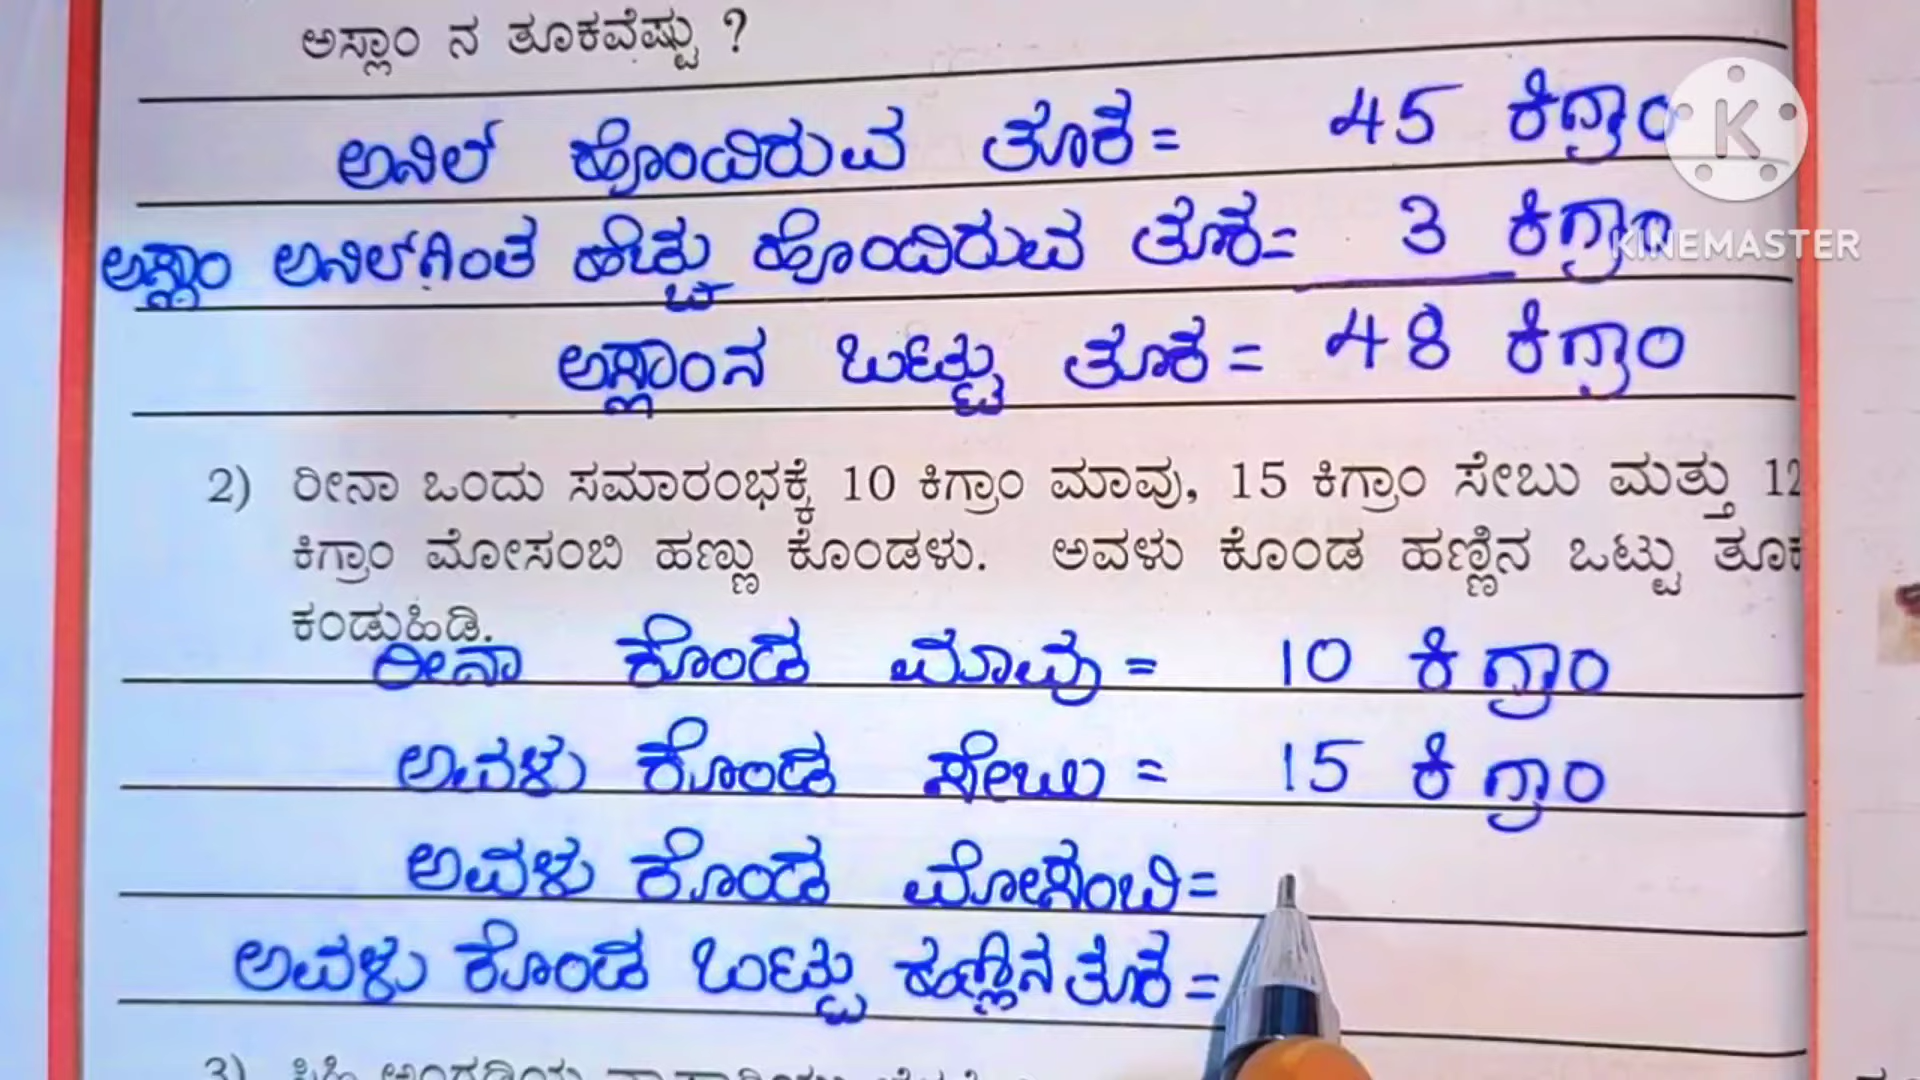 ಅಸ್ಲಾಂ ನ ತೂಕವೆಷ್ಟು ?
ಅನಿಲ್ ಹೊಂದಿರುವ ತೂಕ = 45 ಕಿಗ್ರಾಂ
ಅಸ್ಲಾಂ ಅನಿಲ್‌ಗಿಂತ ಹೆಚ್ಚು ಹೊಂದಿರುವ ತೂಕ= 3 ಕಿಗ್ರಾಂ
ಅಸ್ಲಾಂನ ಒಟ್ಟು ತೂಕ = 48 ಕಿಗ್ರಾಂ
2) ರೀನಾ ಒಂದು ಸಮಾರಂಭಕ್ಕೆ 10 ಕಿಗ್ರಾಂ ಮಾವು, 15 ಕಿಗ್ರಾಂ ಸೇಬು ಮತ್ತು 12
ಕಿಗ್ರಾಂ ಮೋಸಂಬಿ ಹಣ್ಣು ಕೊಂಡಳು. ಅವಳು ಕೊಂಡ ಹಣ್ಣಿನ ಒಟ್ಟು ತೂಕ
ಕಂಡುಹಿಡಿ.
ರೀನಾ ಕೊಂಡ ಮಾವು = 10 ಕಿ ಗ್ರಾಂ
ಅವಳು ಕೊಂಡ ಸೇಬು = 15 ಕಿ ಗ್ರಾಂ
ಅವಳು ಕೊಂಡ ಮೋಸಂಬಿ=
ಅವಳು ಕೊಂಡ ಒಟ್ಟು ಹಣ್ಣಿನ ತೂಕ =
3)
K
KINEMASTER